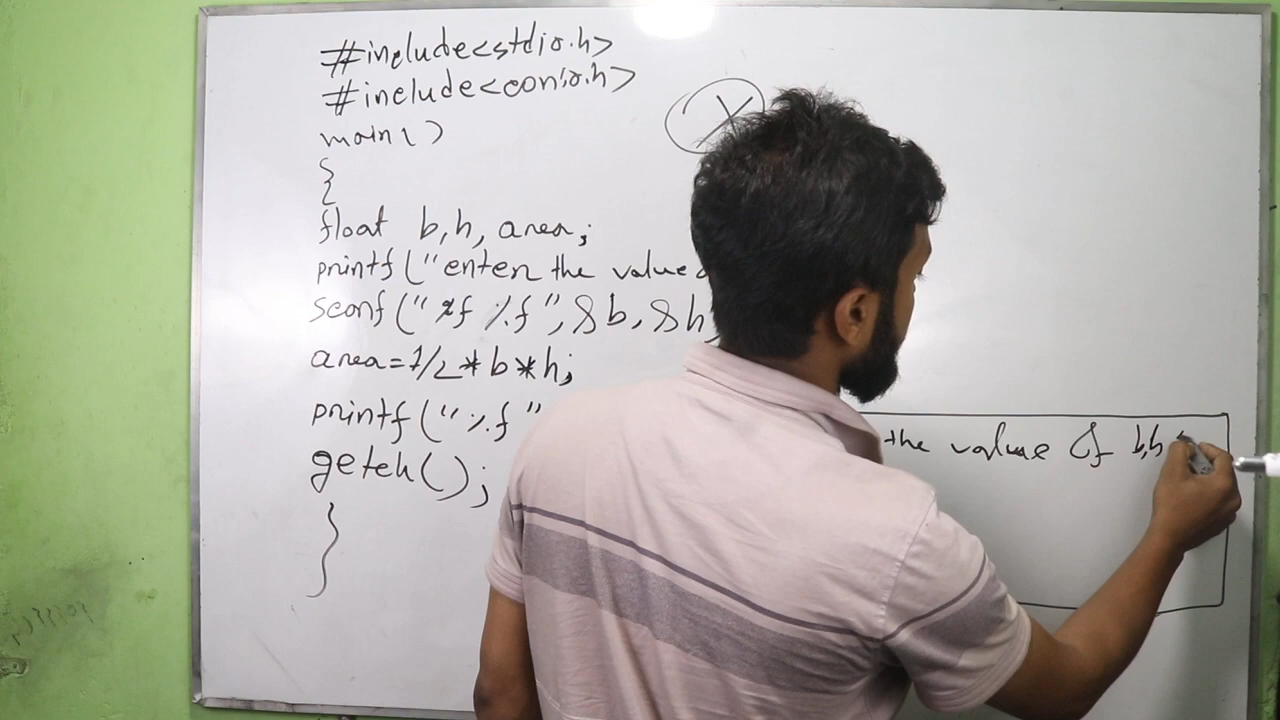 #include<stdio.h>
#include<conio.h>
main()
{
float b,h, area;
printf("enter the value
scanf("%f %f",&b,&h
area=1/2*b*h;
printf("%f"
getch();
}
the value of b,h